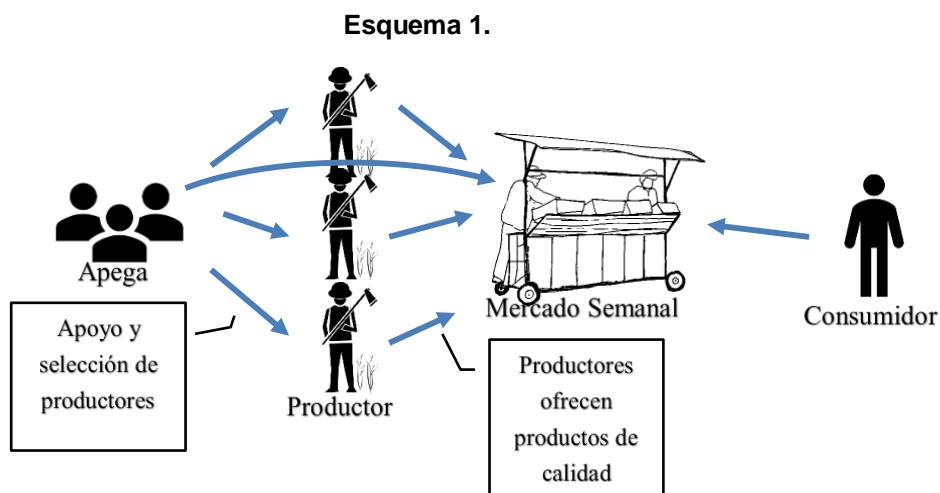 Esquema 1.
Apega
Apoyo y
selección de
productores
Productor
Mercado Semanal
Productores
ofrecen
productos de
calidad
Consumidor